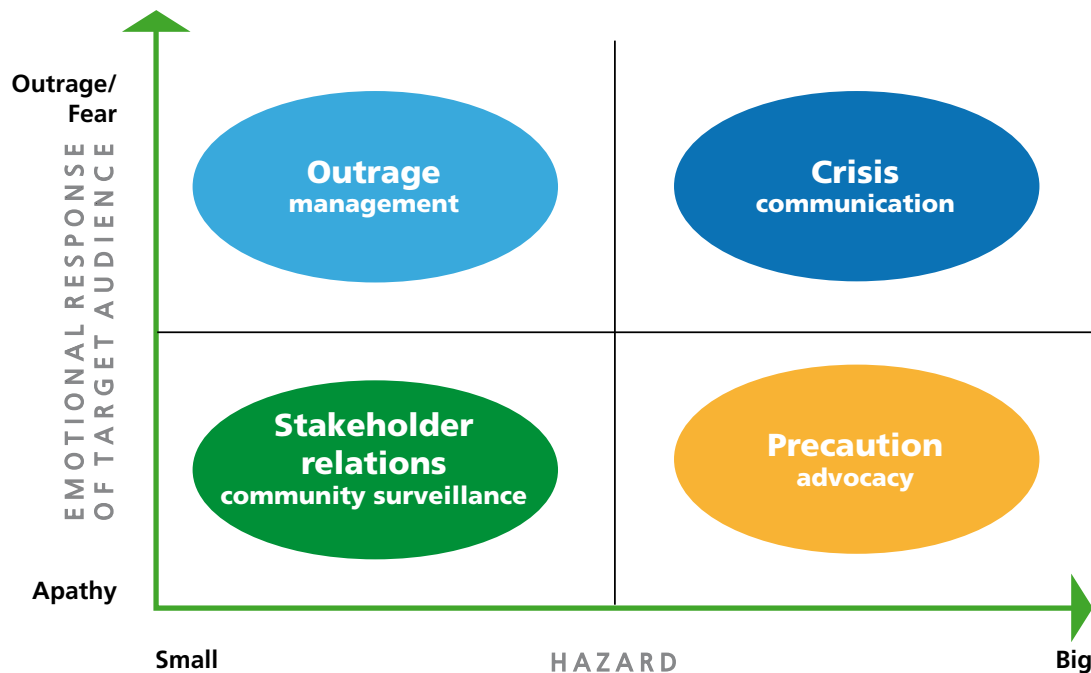 Outrage/
Fear
EMOTIONAL RESPONSE
OF TARGET AUDIENCE
Outrage
management
Crisis
communication
Stakeholder
relations
community surveillance
Precaution
advocacy
Apathy
Small
HAZARD
Big